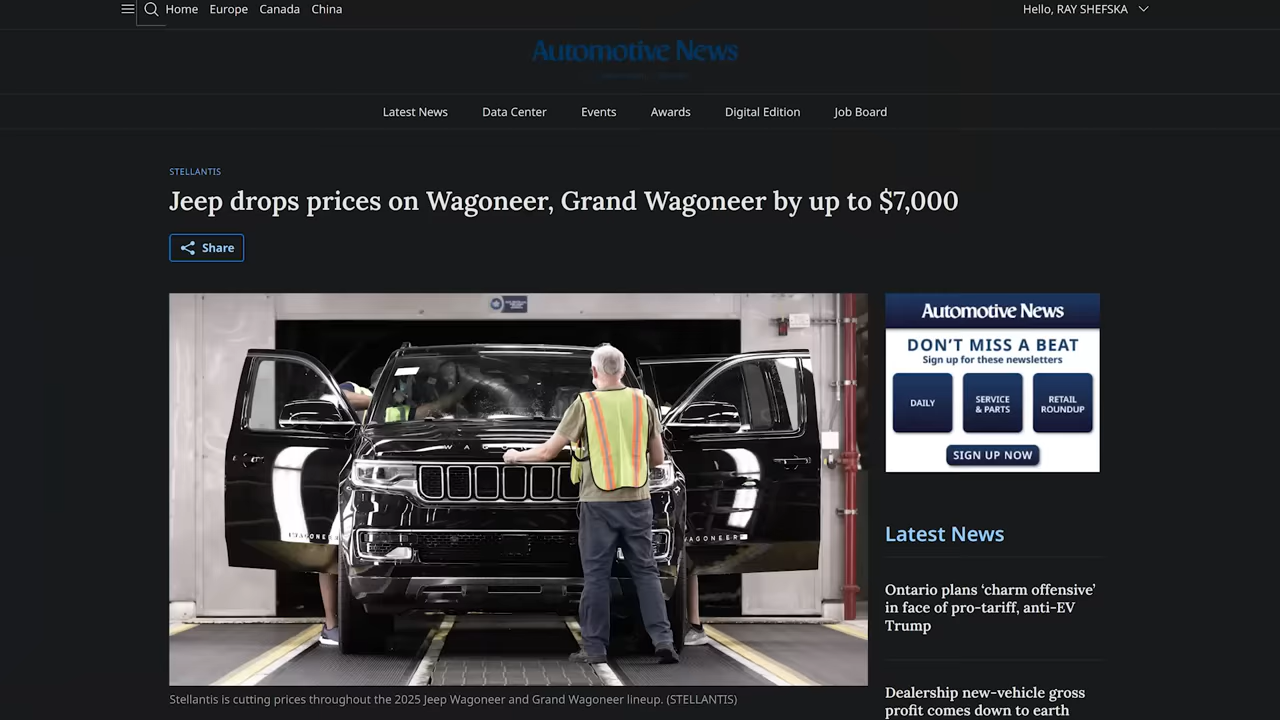 Home Europe Canada China
Hello, RAY SHEFSKA
Automotive News
Latest News Data Center Events Awards Digital Edition Job Board
STELLANTIS
Jeep drops prices on Wagoneer, Grand Wagoneer by up to $7,000
Share
WAGONEER
WAGONEER
Stellantis is cutting prices throughout the 2025 Jeep Wagoneer and Grand Wagoneer lineup. (STELLANTIS)
Automotive News
DON'T MISS A BEAT
Sign up for these newsletters
DAILY
SERVICE
& PARTS
RETAIL
ROUNDUP
SIGN UP NOW
Latest News
Ontario plans ‘charm offensive’
in face of pro-tariff, anti-EV
Trump
Dealership new-vehicle gross
profit comes down to earth